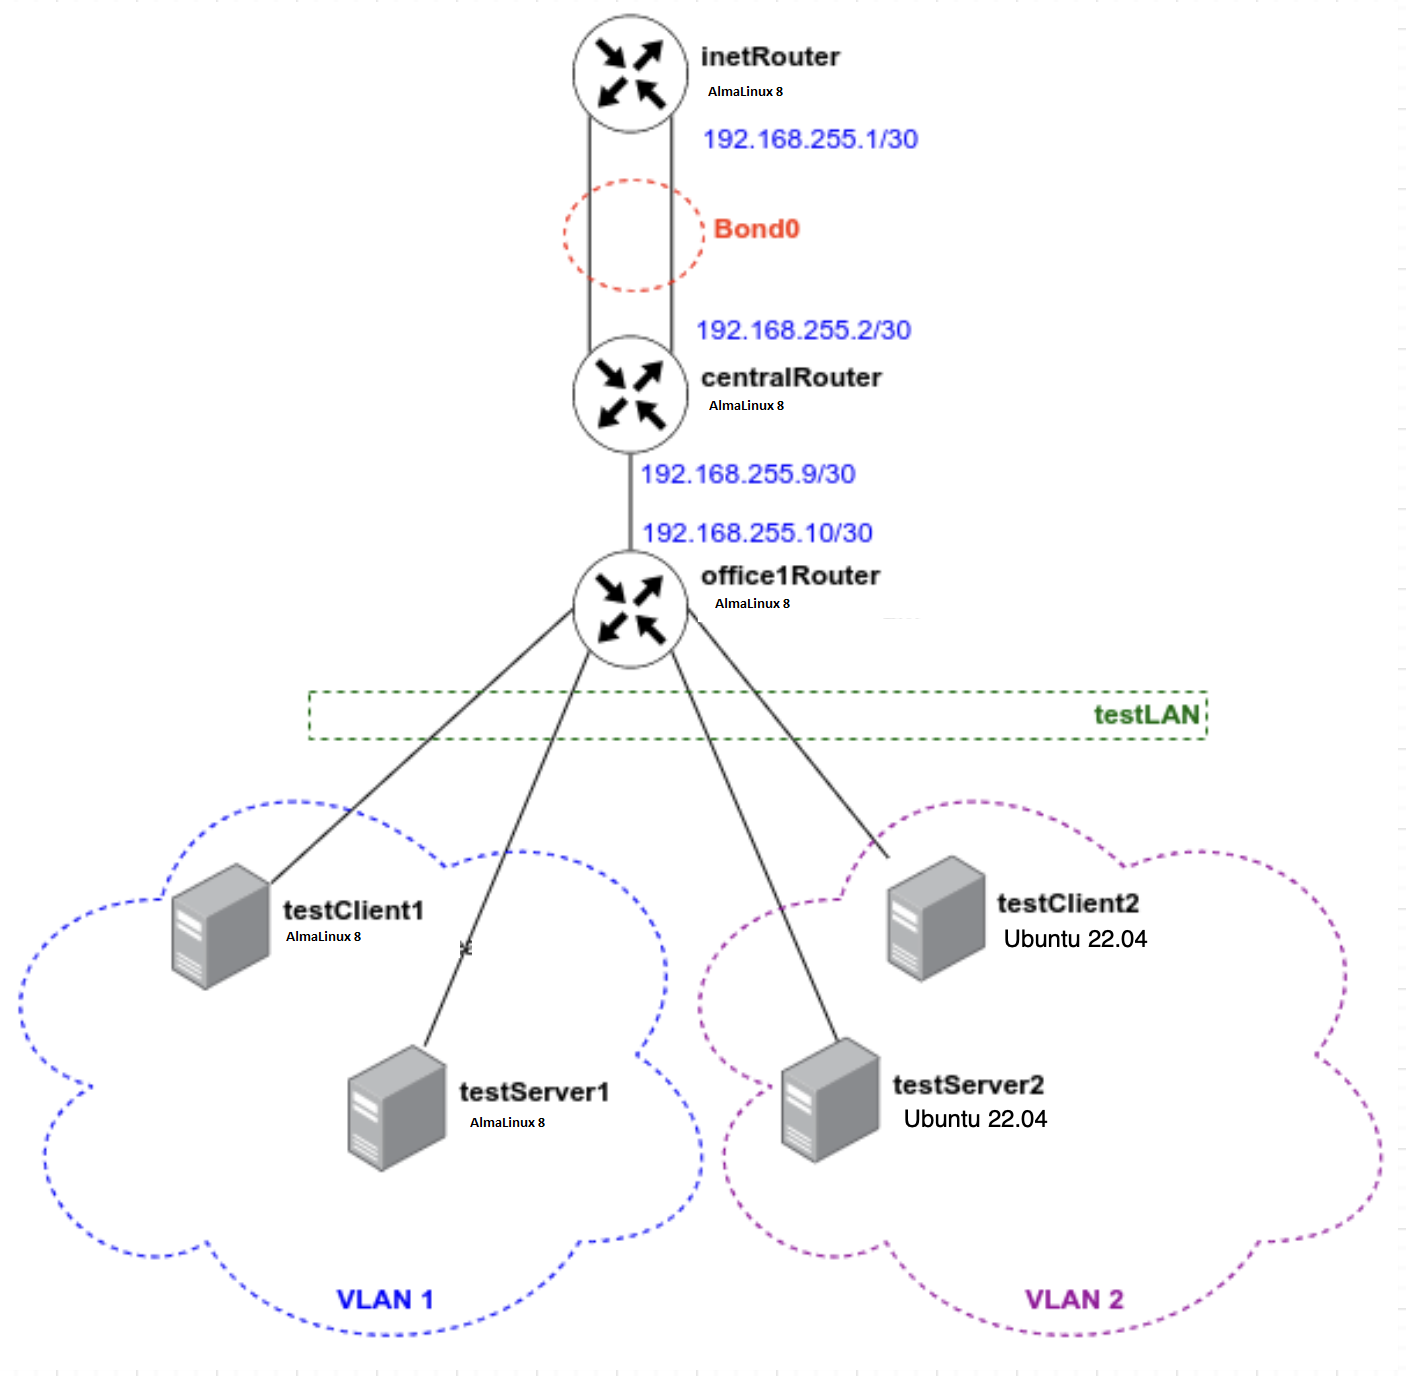 inetRouter
AlmaLinux 8
192.168.255.1/30
Bond0
192.168.255.2/30
centralRouter
AlmaLinux 8
192.168.255.9/30
192.168.255.10/30
office1Router
AlmaLinux 8
testLAN
testClient1
AlmaLinux 8
testClient2
Ubuntu 22.04
testServer1
AlmaLinux 8
testServer2
Ubuntu 22.04
VLAN 1
VLAN 2